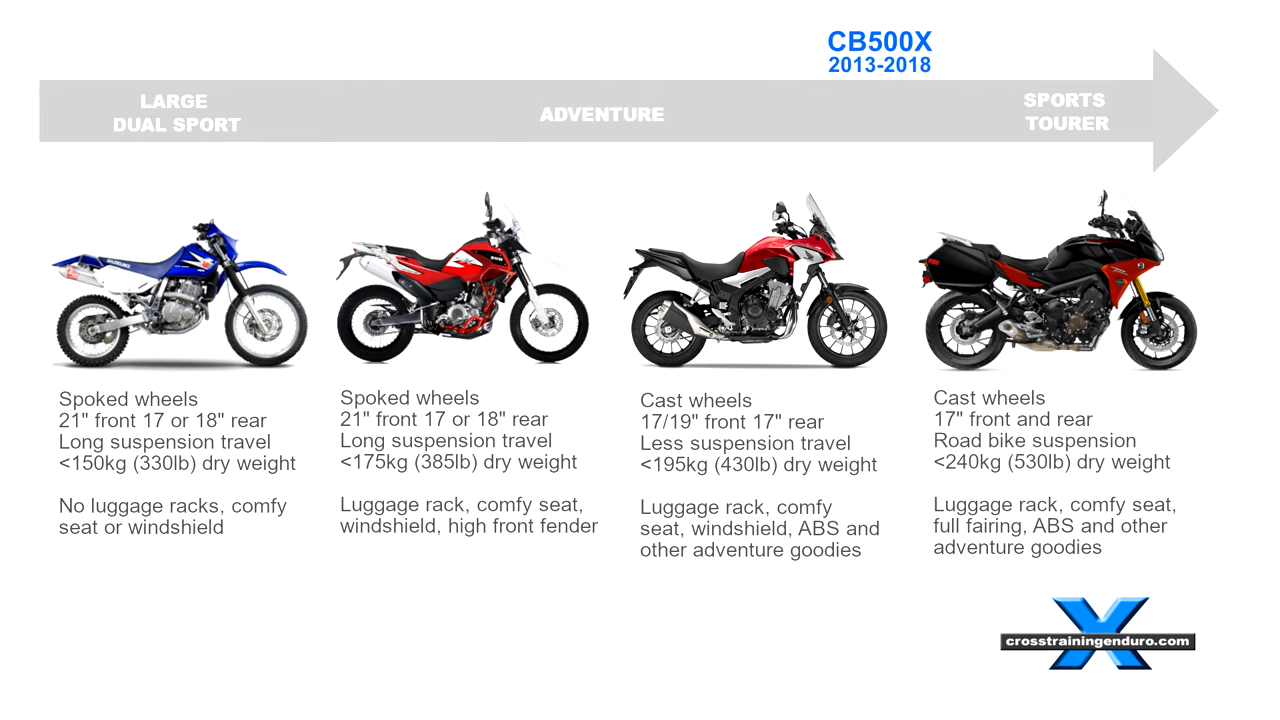 CB500X
2013-2018
LARGE
DUAL SPORT
ADVENTURE
SPORTS
TOURER
SUZUKI
Spoked wheels
21" front 17 or 18" rear
Long suspension travel
<150kg (330lb) dry weight
No luggage racks, comfy
seat or windshield
Spoked wheels
21" front 17 or 18" rear
Long suspension travel
<175kg (385lb) dry weight
Luggage rack, comfy seat,
windshield, high front fender
Cast wheels
17/19" front 17" rear
Less suspension travel
<195kg (430lb) dry weight
Luggage rack, comfy
seat, windshield, ABS and
other adventure goodies
Cast wheels
17" front and rear
Road bike suspension
<240kg (530lb) dry weight
Luggage rack, comfy seat,
full fairing, ABS and other
adventure goodies
X
crosstrainingenduro.com